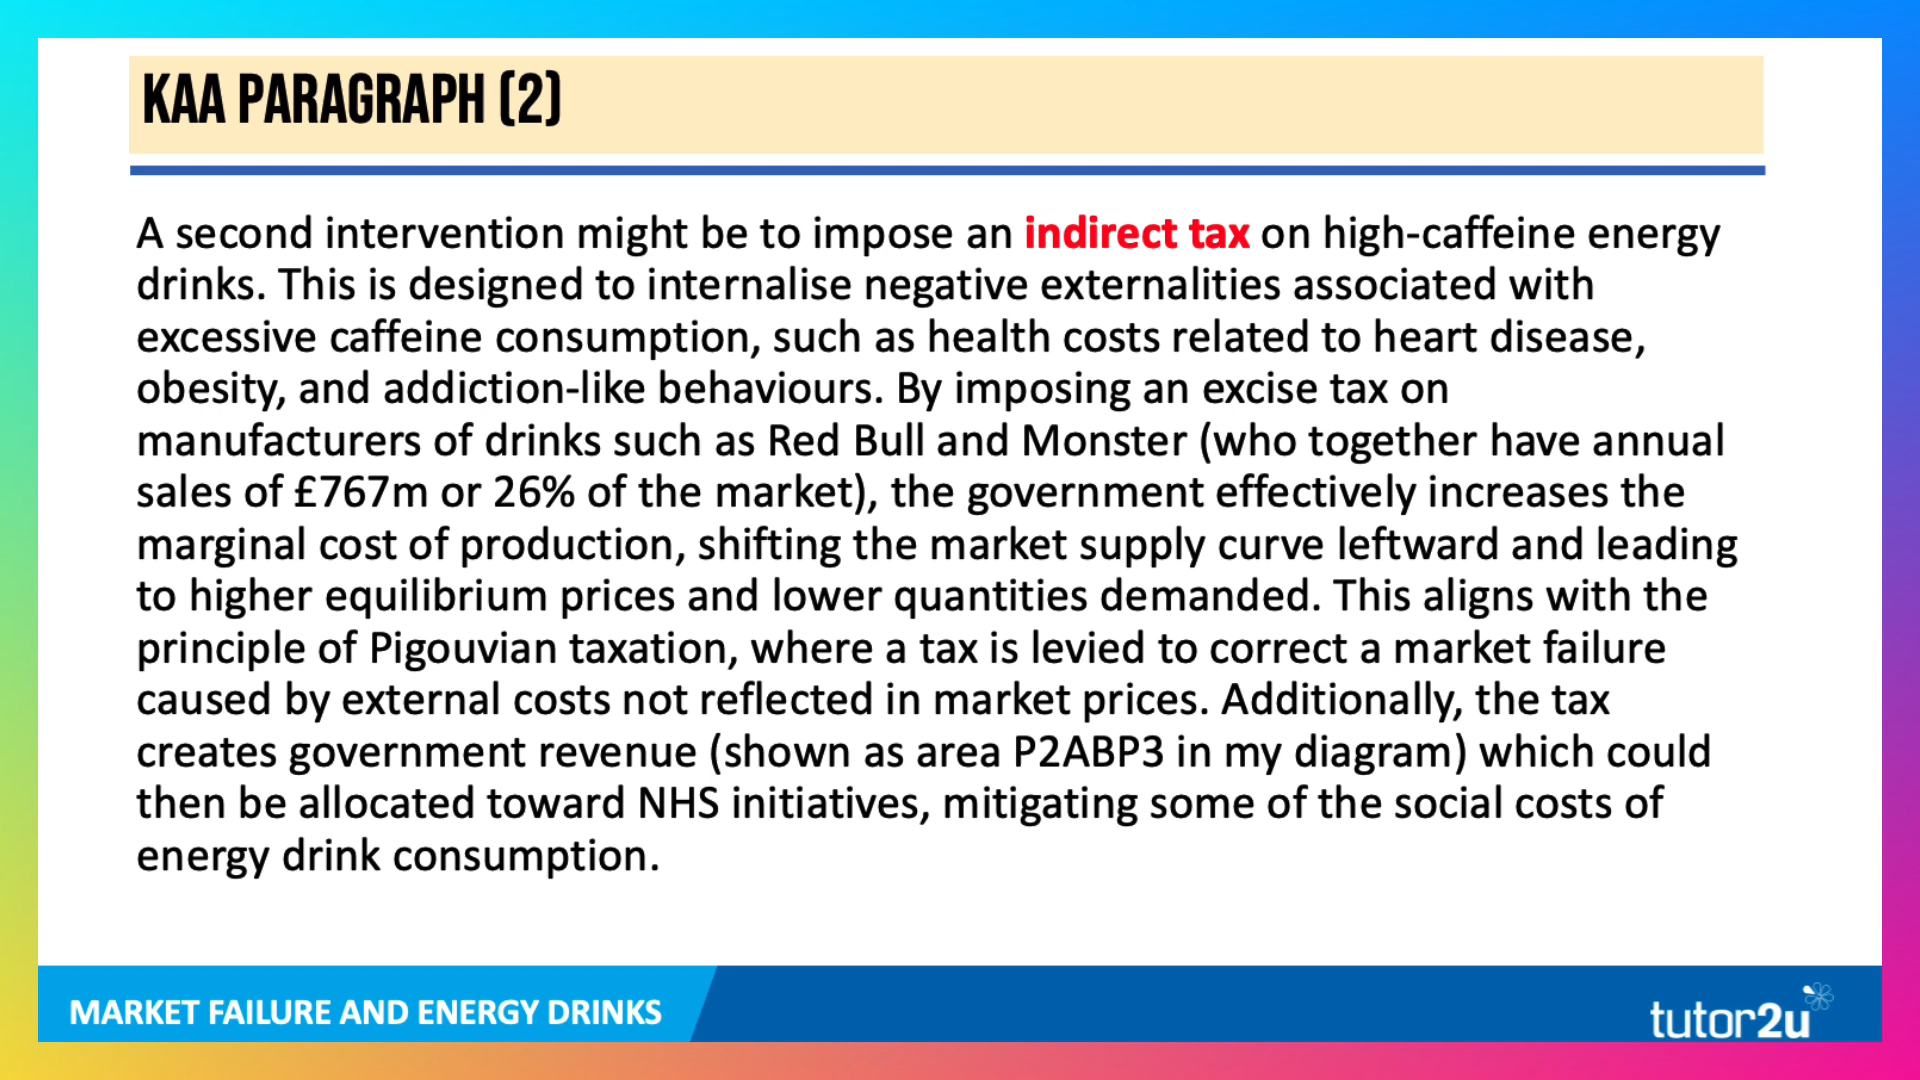 KAA PARAGRAPH (2)
A second intervention might be to impose an indirect tax on high-caffeine energy
drinks. This is designed to internalise negative externalities associated with
excessive caffeine consumption, such as health costs related to heart disease,
obesity, and addiction-like behaviours. By imposing an excise tax on
manufacturers of drinks such as Red Bull and Monster (who together have annual
sales of £767m or 26% of the market), the government effectively increases the
marginal cost of production, shifting the market supply curve leftward and leading
to higher equilibrium prices and lower quantities demanded. This aligns with the
principle of Pigouvian taxation, where a tax is levied to correct a market failure
caused by external costs not reflected in market prices. Additionally, the tax
creates government revenue (shown as area P2ABP3 in my diagram) which could
then be allocated toward NHS initiatives, mitigating some of the social costs of
energy drink consumption.
MARKET FAILURE AND ENERGY DRINKS
tutor2u